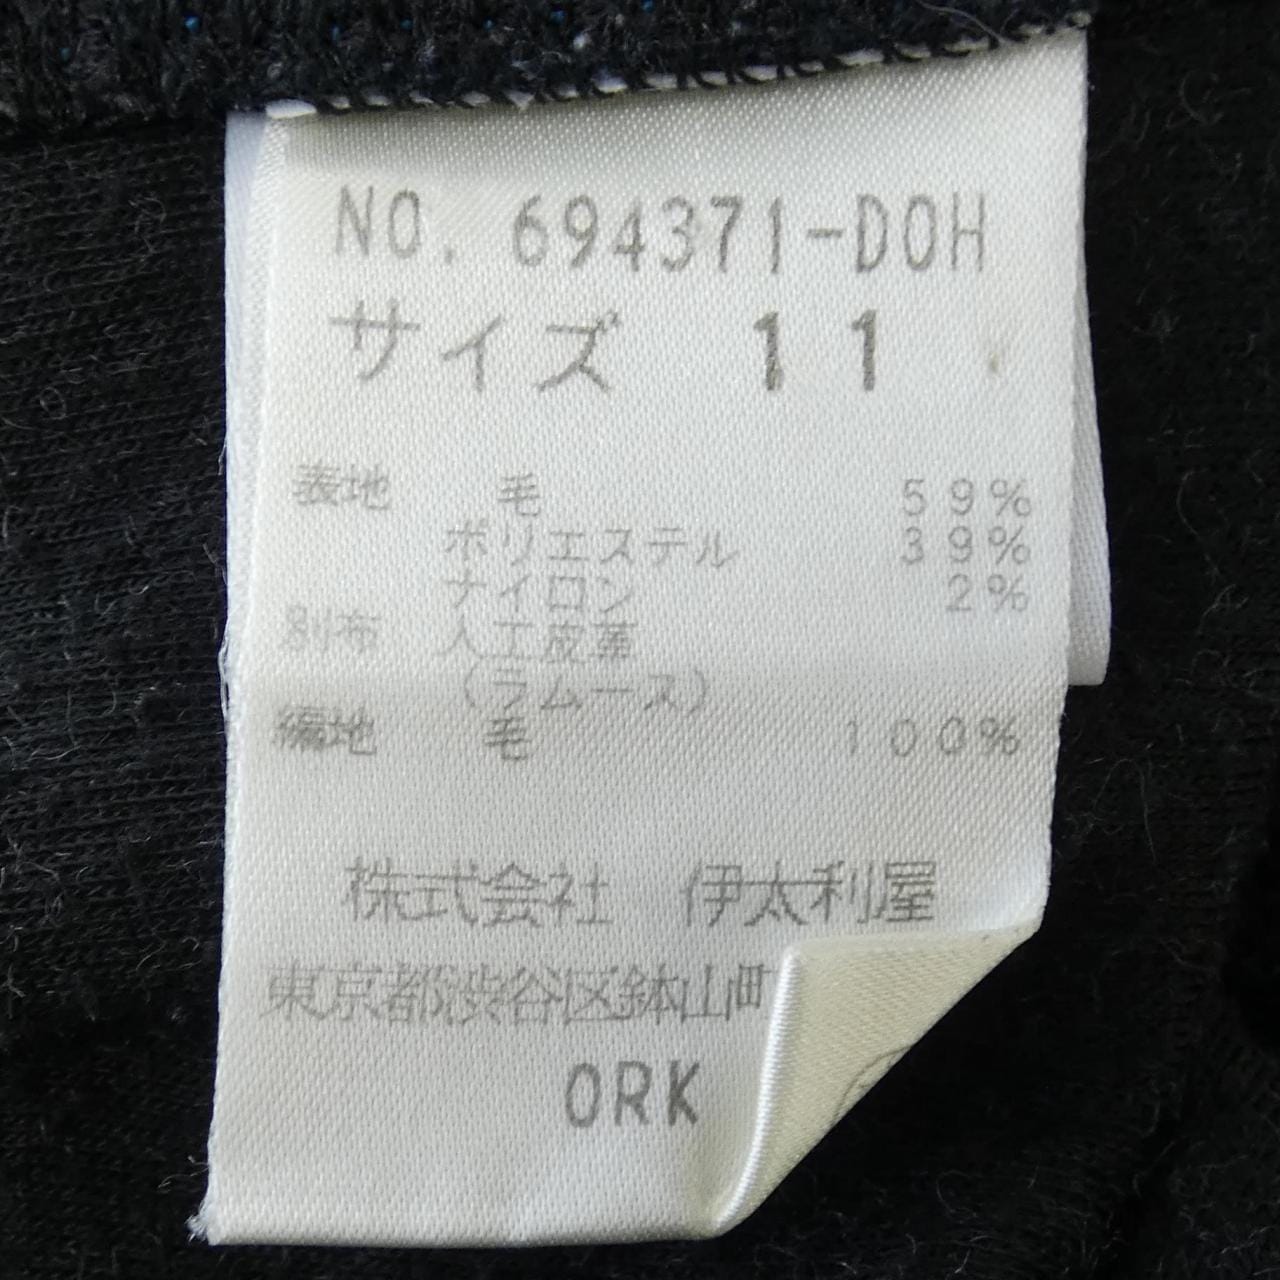 NO. 694371-DOH
サイズ 11
表地 毛 59%
ポリエステル 39%
ナイロン 2%
別布 人工皮革
(ラムース)
編地 毛 100%
株式会社 伊太利屋
東京都渋谷区鉢山町
ORK